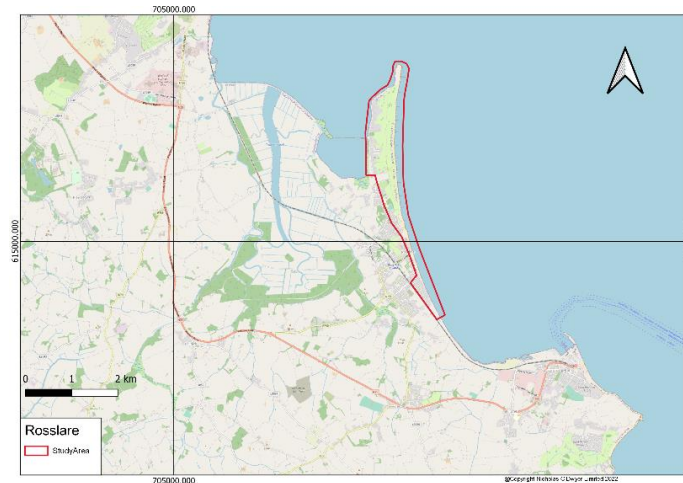 705000.000
615000.000
0 1 2 km
Rosslare
StudyArea
705000.000
@Copyright Nicholas O'Dwyer Limited 2022